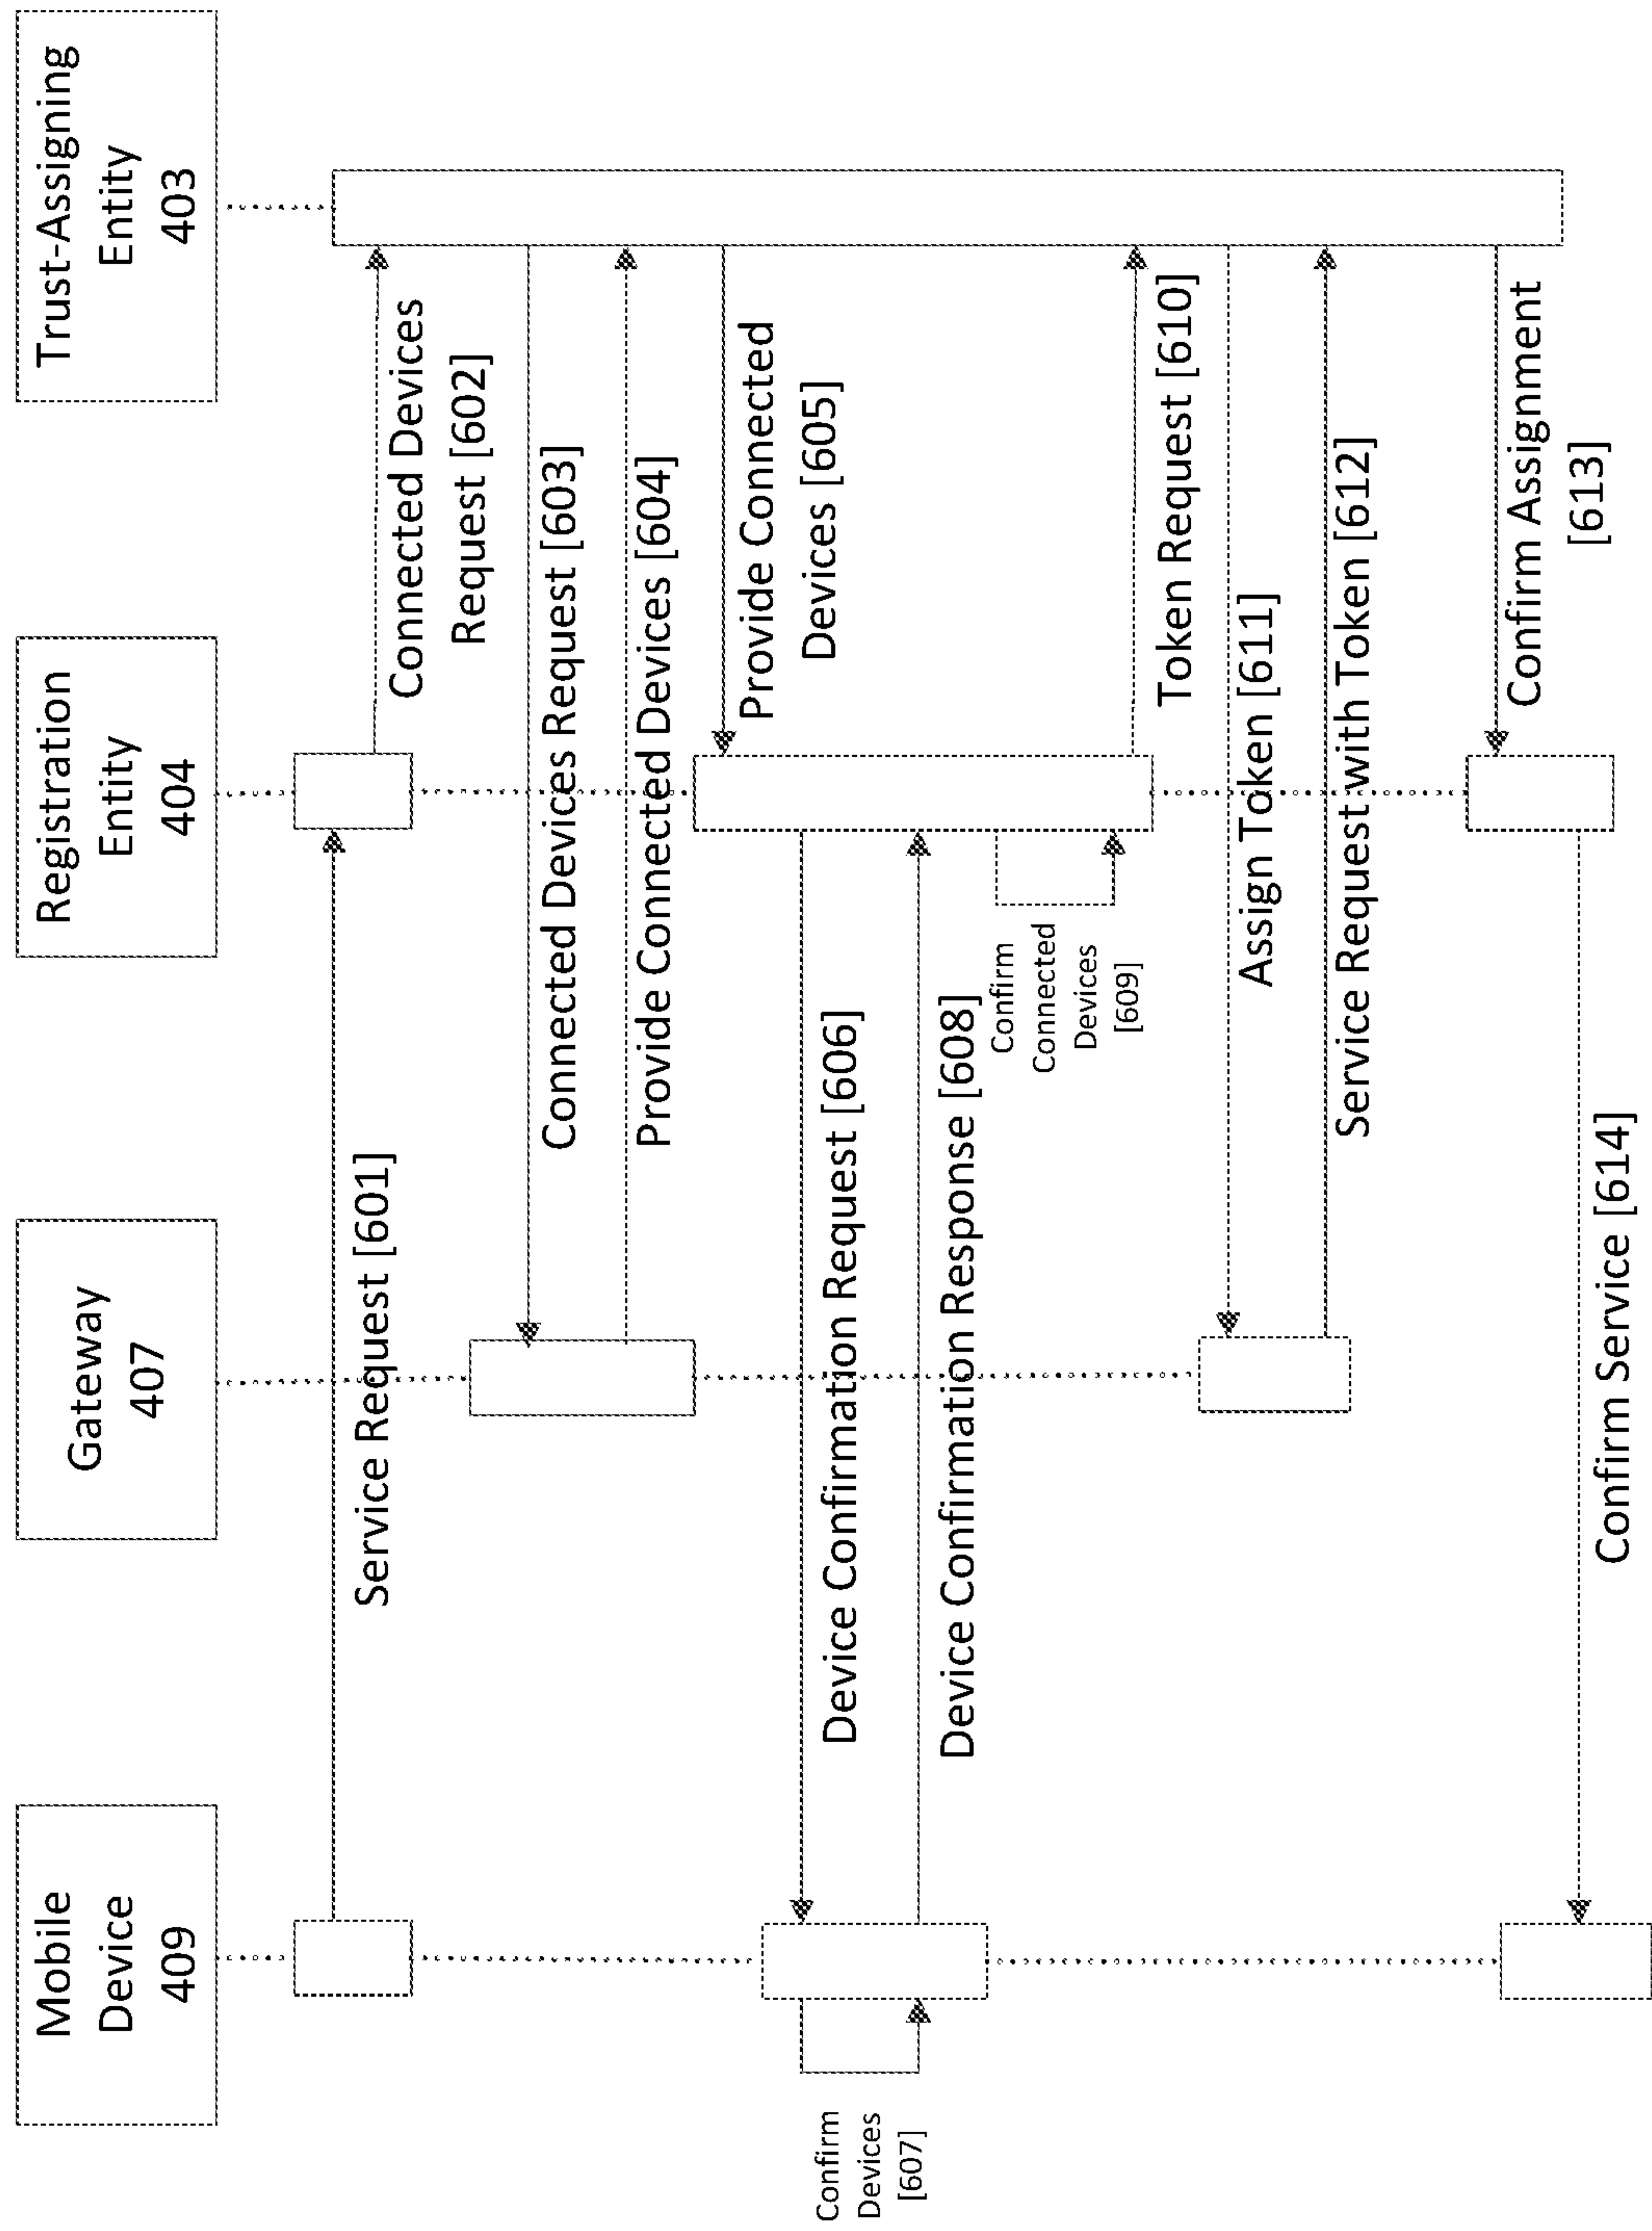 Mobile
Device
409
Gateway
407
Registration
Entity
404
Trust-Assigning
Entity
403
Service Request [601]
Connected Devices
Request [602]
Connected Devices Request [603]
Provide Connected Devices [604]
Provide Connected
Devices [605]
Device Confirmation Request [606]
Confirm
Devices
[607]
Device Confirmation Response [608]
Confirm
Connected
Devices
[609]
Token Request [610]
Assign Token [611]
Service Request with Token [612]
Confirm Assignment
[613]
Confirm Service [614]